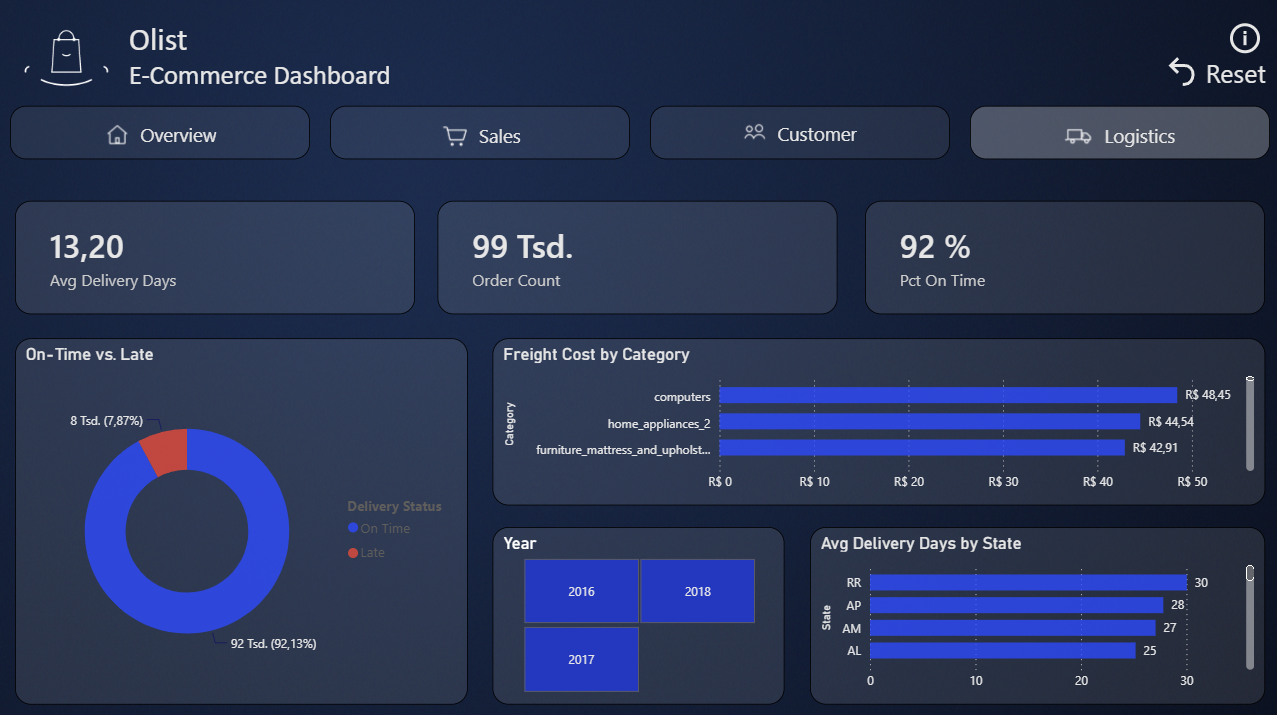 Olist
E-Commerce Dashboard
Reset
Overview
Sales
Customer
Logistics
13,20
Avg Delivery Days
99 Tsd.
Order Count
92 %
Pct On Time
On-Time vs. Late
8 Tsd. (7,87%)
92 Tsd. (92,13%)
Delivery Status
On Time
Late
Freight Cost by Category
Category
computers
R$ 48,45
home_appliances_2
R$ 44,54
furniture_mattress_and_upholst...
R$ 42,91
R$ 0
R$ 10
R$ 20
R$ 30
R$ 40
R$ 50
Year
2016
2018
2017
Avg Delivery Days by State
State
RR
30
AP
28
AM
27
AL
25
0
10
20
30